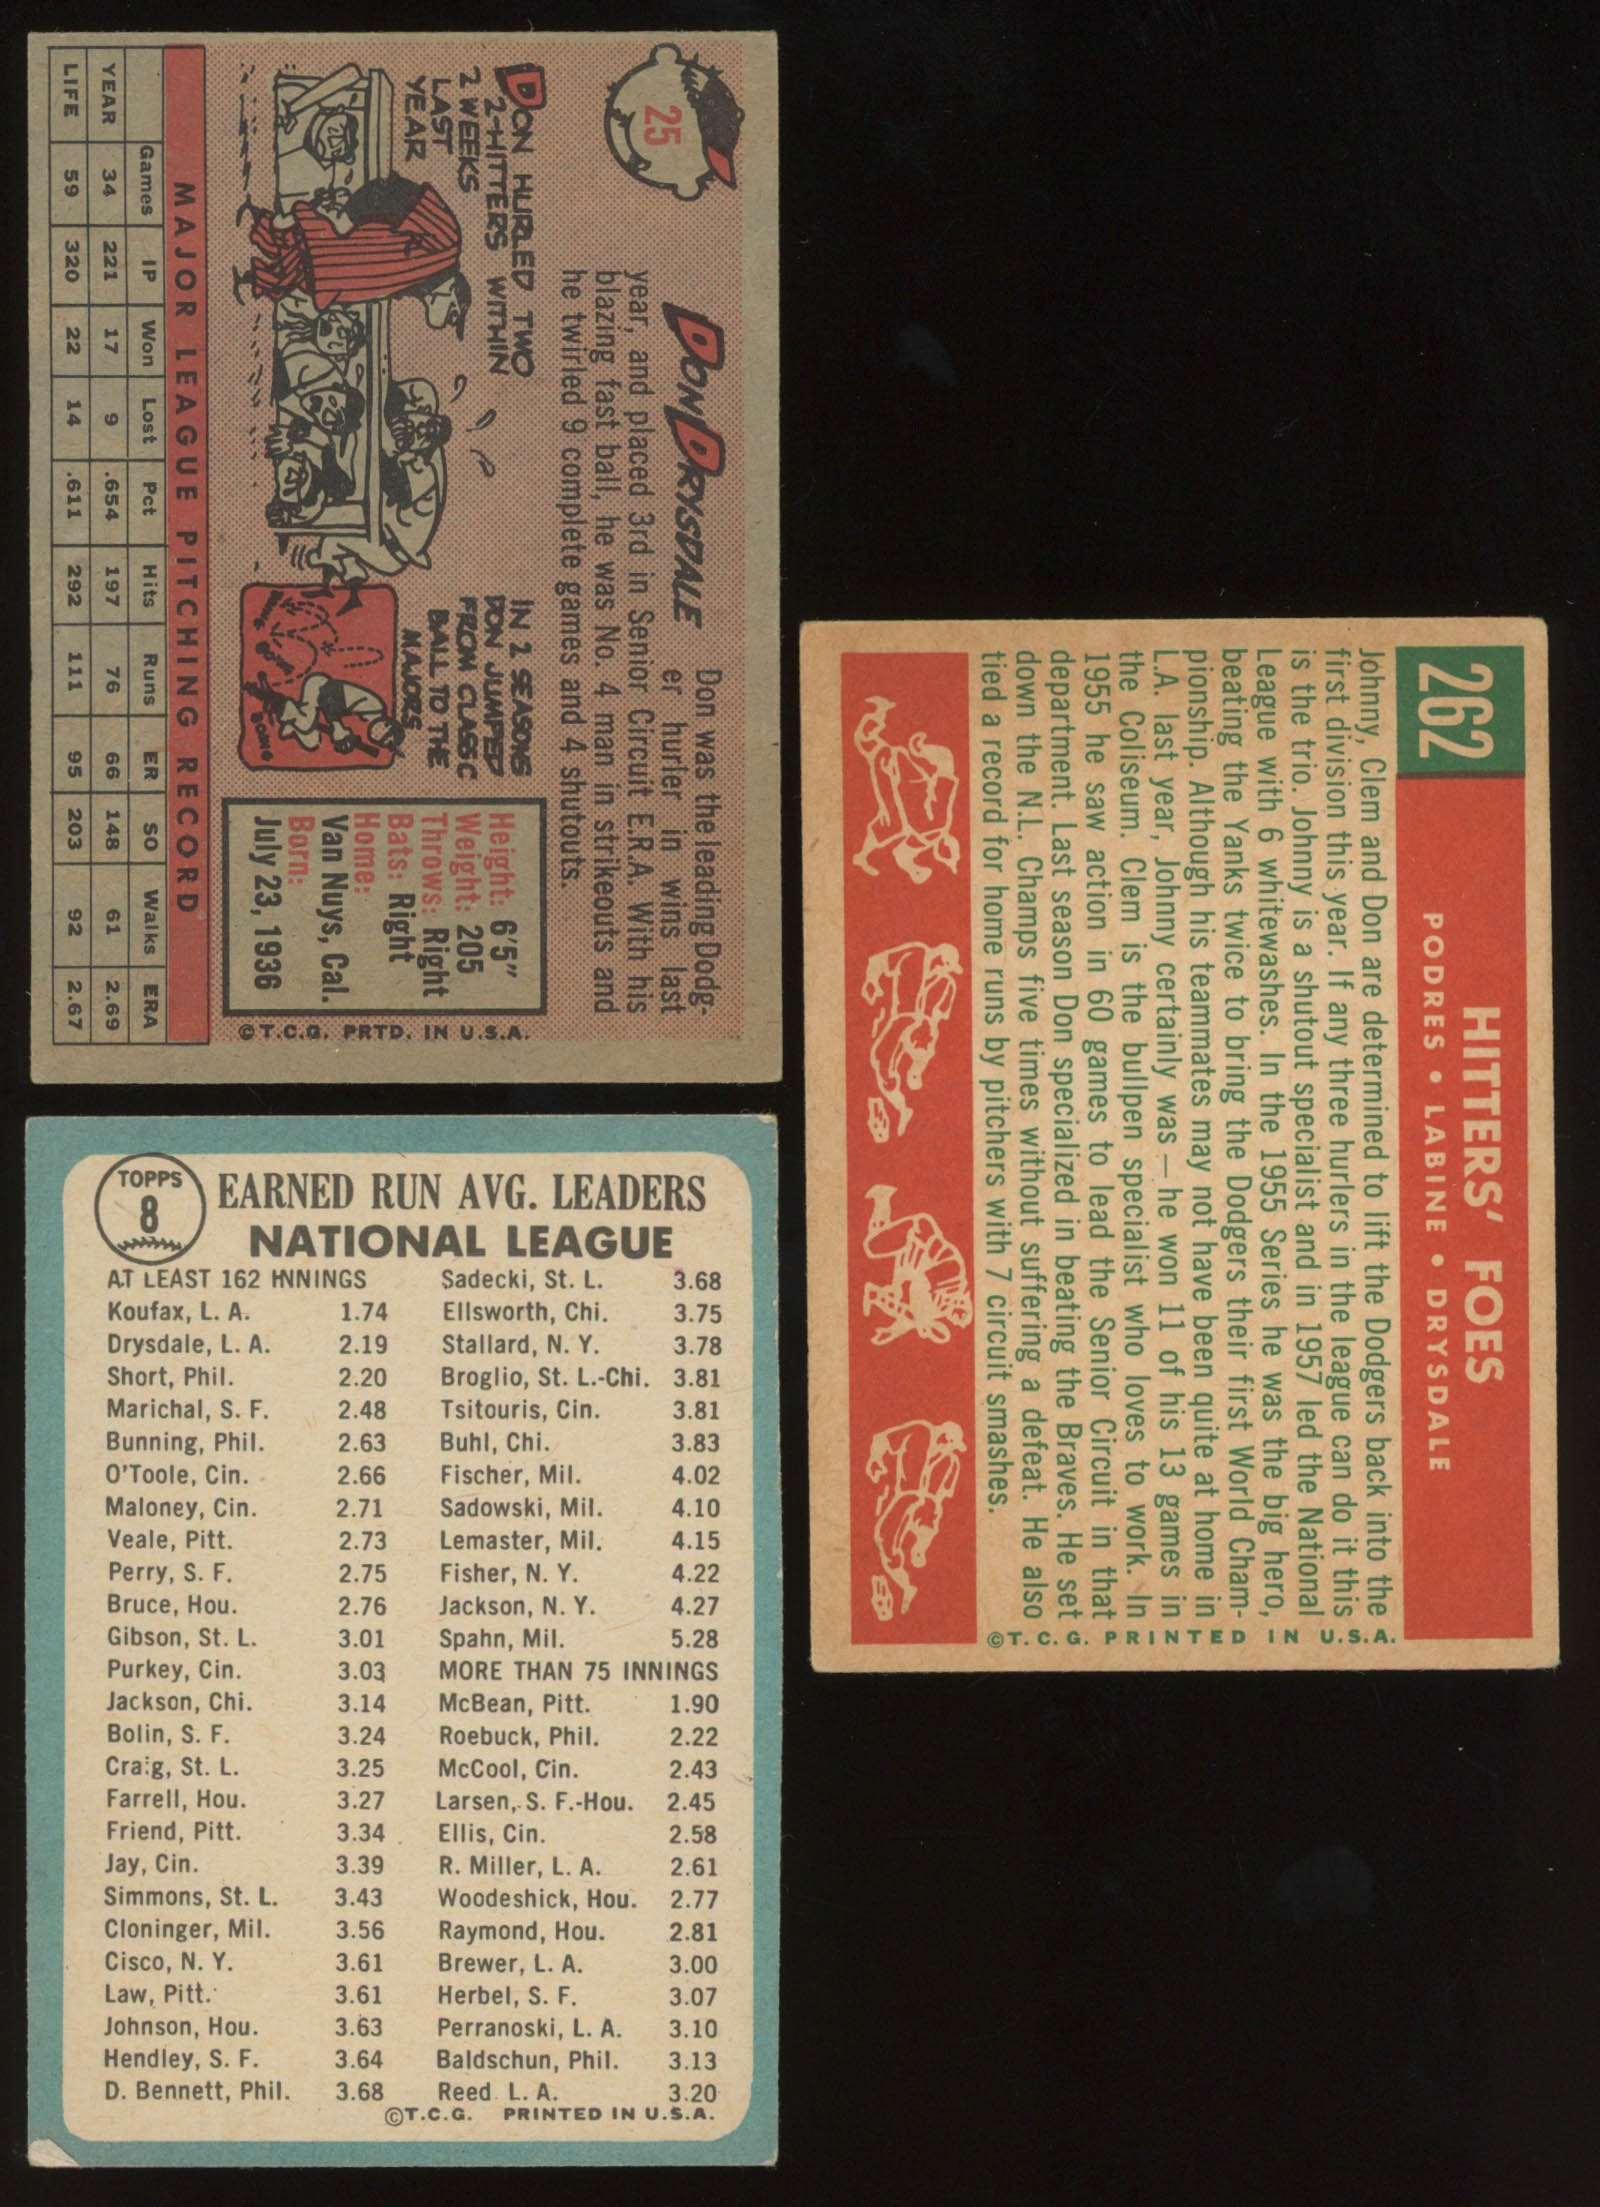 25
DON DRYSDALE
Don was the leading Dodg-
er hurler in wins last
year, and placed 3rd in Senior Circuit E.R.A. With his
blazing fast ball, he was No. 4 man in strikeouts and
he twirled 9 complete games and 4 shutouts.
DON HURLED TWO
2-HITTERS WITHIN
2 WEEKS
LAST
YEAR
IN 2 SEASONS
DON JUMPED
FROM CLASS C
BALL TO THE
MAJORS
BONG
Height: 6'5"
Weight: 205
Throws: Right
Bats: Right
Home:
Van Nuys, Cal.
Born:
July 23, 1936
©T.C.G. PRTD. IN U.S.A.
MAJOR LEAGUE PITCHING RECORD
Games IP Won Lost Pct Hits Runs ER SO Walks ERA
YEAR 34 221 17 9 .654 197 76 66 148 61 2.69
LIFE 59 320 22 14 .611 292 111 95 203 92 2.67
262
HITTERS' FOES
PODRES • LABINE • DRYSDALE
Johnny, Clem and Don are determined to lift the Dodgers back into the
first division this year. If any three hurlers in the league can do it this
is the trio. Johnny is a shutout specialist and in 1957 led the National
League with 6 whitewashes. In the 1955 Series he was the big hero,
beating the Yanks twice to bring the Dodgers their first World Cham-
pionship. Although his teammates may not have been quite at home in
L.A. last year, Johnny certainly was — he won 11 of his 13 games in
the Coliseum. Clem is the bullpen specialist who loves to work. In
1955 he saw action in 60 games to lead the Senior Circuit in that
department. Last season Don specialized in beating the Braves. He set
down the N.L. Champs five times without suffering a defeat. He also
tied a record for home runs by pitchers with 7 circuit smashes.
©T.C.G. PRINTED IN U.S.A.
TOPPS
8
EARNED RUN AVG. LEADERS
NATIONAL LEAGUE
AT LEAST 162 INNINGS
Koufax, L. A. 1.74
Drysdale, L. A. 2.19
Short, Phil. 2.20
Marichal, S. F. 2.48
Bunning, Phil. 2.63
O'Toole, Cin. 2.66
Maloney, Cin. 2.71
Veale, Pitt. 2.73
Perry, S. F. 2.75
Bruce, Hou. 2.76
Gibson, St. L. 3.01
Purkey, Cin. 3.03
Jackson, Chi. 3.14
Bolin, S. F. 3.24
Craig, St. L. 3.25
Farrell, Hou. 3.27
Friend, Pitt. 3.34
Jay, Cin. 3.39
Simmons, St. L. 3.43
Cloninger, Mil. 3.56
Cisco, N. Y. 3.61
Law, Pitt. 3.61
Johnson, Hou. 3.63
Hendley, S. F. 3.64
D. Bennett, Phil. 3.68
Sadecki, St. L. 3.68
Ellsworth, Chi. 3.75
Stallard, N. Y. 3.78
Broglio, St. L.-Chi. 3.81
Tsitouris, Cin. 3.81
Buhl, Chi. 3.83
Fischer, Mil. 4.02
Sadowski, Mil. 4.10
Lemaster, Mil. 4.15
Fisher, N. Y. 4.22
Jackson, N. Y. 4.27
Spahn, Mil. 5.28
MORE THAN 75 INNINGS
McBean, Pitt. 1.90
Roebuck, Phil. 2.22
McCool, Cin. 2.43
Larsen, S. F.-Hou. 2.45
Ellis, Cin. 2.58
R. Miller, L. A. 2.61
Woodeshick, Hou. 2.77
Raymond, Hou. 2.81
Brewer, L. A. 3.00
Herbel, S. F. 3.07
Perranoski, L. A. 3.10
Baldschun, Phil. 3.13
Reed L. A. 3.20
©T.C.G. PRINTED IN U.S.A.